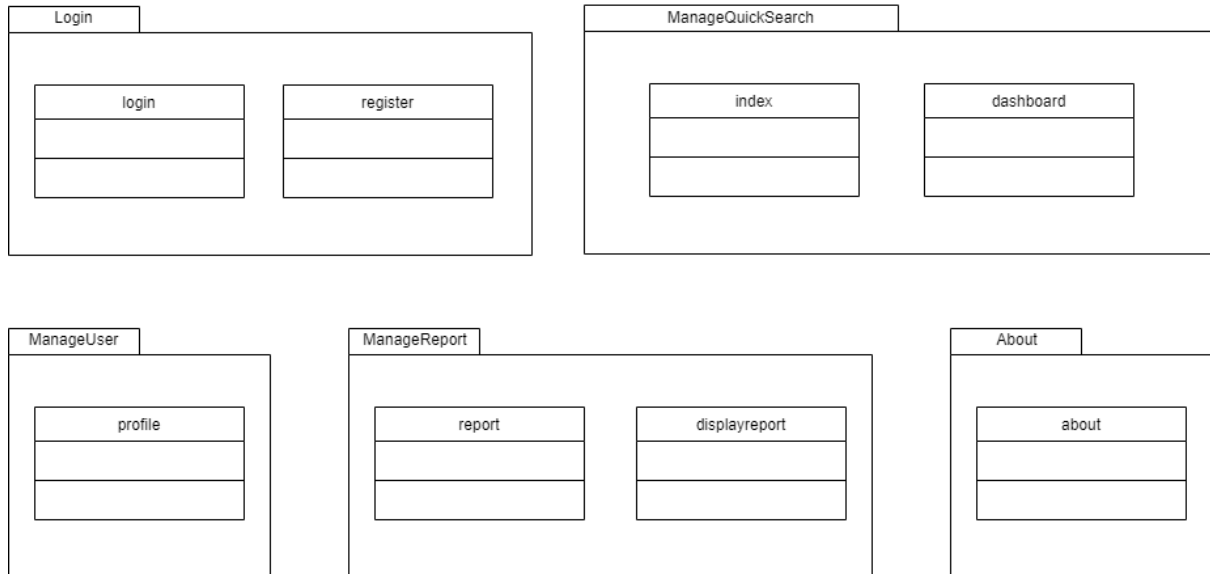 Login
ManageQuickSearch
login
register
index
dashboard
ManageUser
ManageReport
About
profile
report
displayreport
about